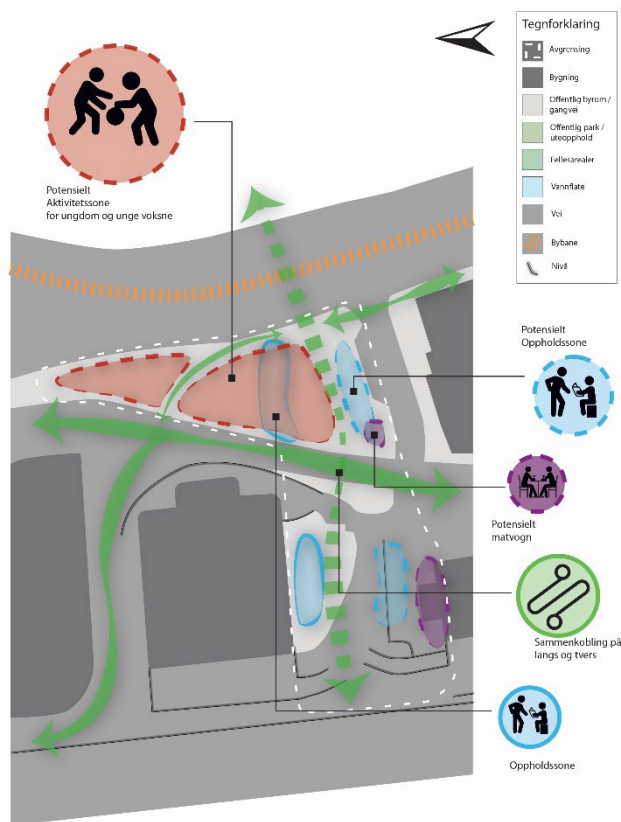 Tegnforklaring
Avgrensing
Bygning
Offentlig byrom /
gangvei
Offentlig park /
uteopphold
Fellesarealer
Vannflate
Vei
Bybane
Nivå
Potensielt
Aktivitetssone
for ungdom og unge voksne
Potensielt
Oppholdssone
Potensielt
matvogn
Sammenkobling på
langs og tvers
Oppholdssone